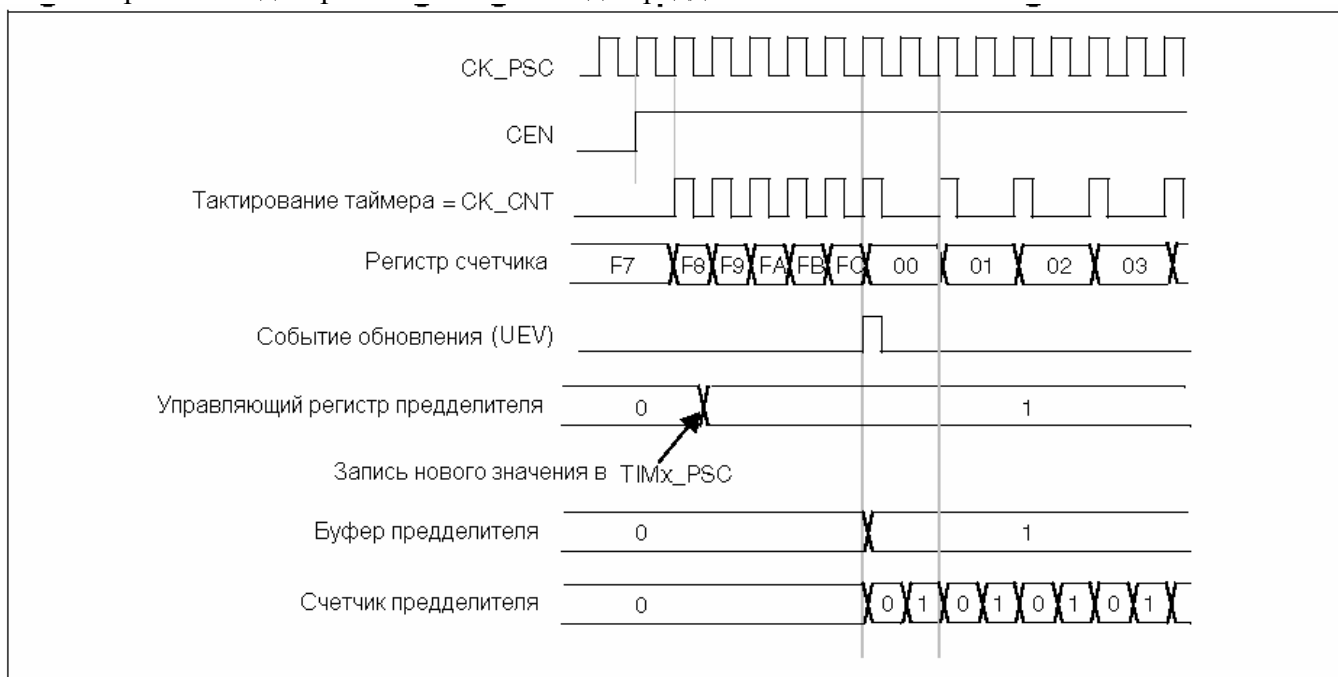 CK_PSC
CEN
Тактирование таймера = CK_CNT
Регистр счетчика F7 F8 F9 FA FB FC 00 01 02 03
Событие обновления (UEV)
Управляющий регистр предделителя 0 1
Запись нового значения в TIMx_PSC
Буфер предделителя 0 1
Счетчик предделителя 0 0 1 0 1 0 1 0 1